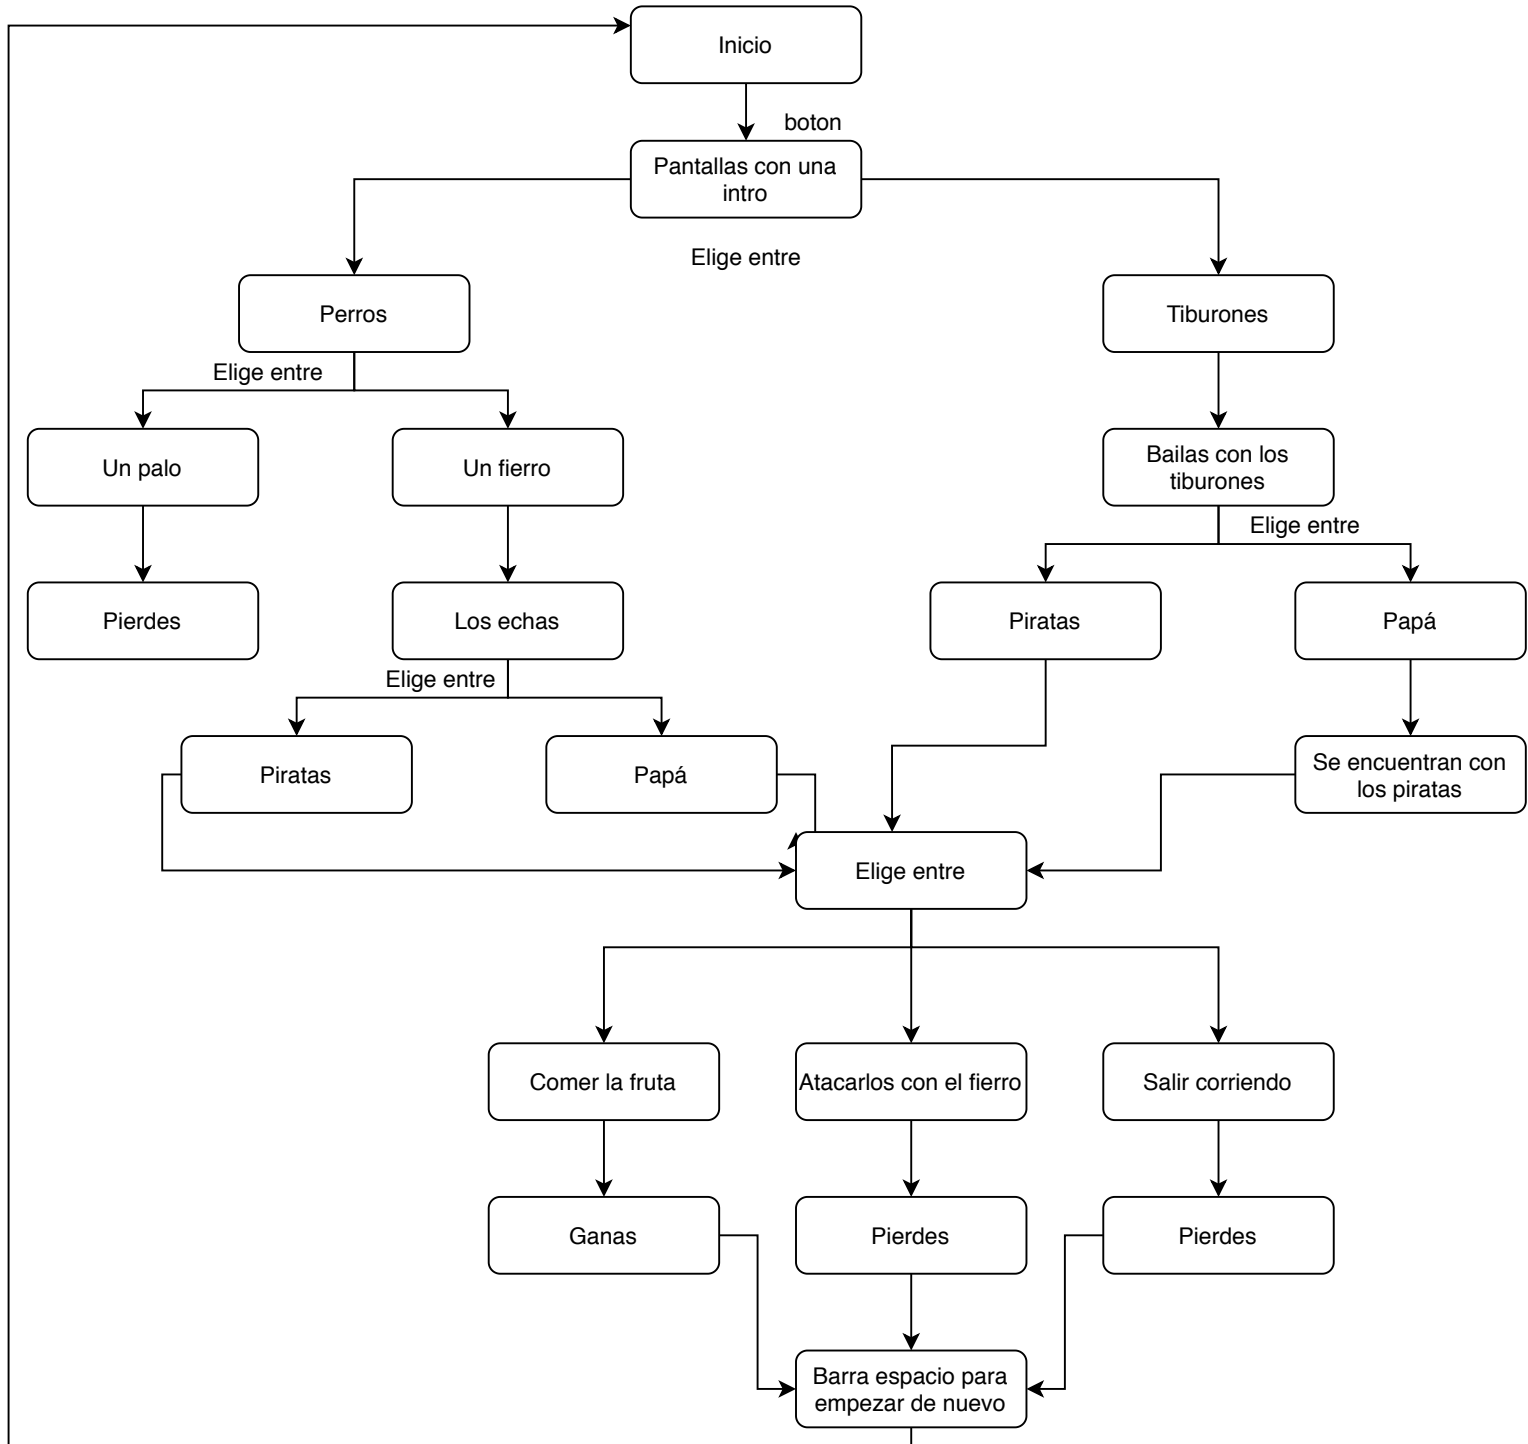 Inicio
boton
Pantallas con una
intro
Elige entre
Perros
Tiburones
Elige entre
Un palo
Un fierro
Bailas con los
tiburones
Elige entre
Pierdes
Los echas
Piratas
Papá
Elige entre
Piratas
Papá
Se encuentran con
los piratas
Elige entre
Comer la fruta
Atacarlos con el fierro
Salir corriendo
Ganas
Pierdes
Pierdes
Barra espacio para
empezar de nuevo